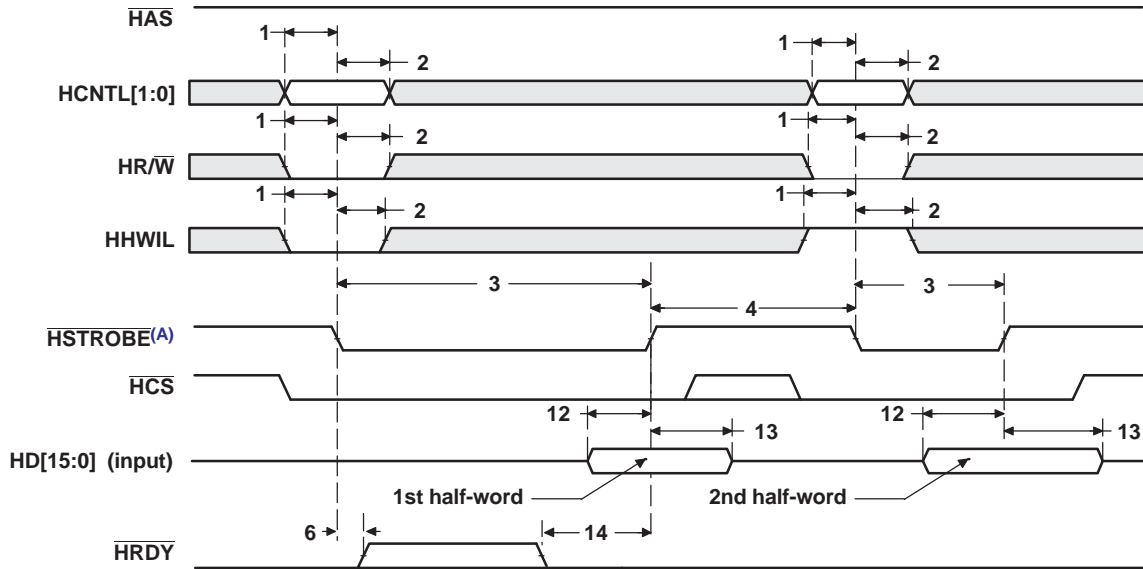 HAS
1
2
1
2
HCNTL[1:0]
1
2
1
2
HR/W
1
2
1
2
HHWIL
3
3
4
HSTROBE(A)
HCS
12
13
12
13
HD[15:0] (input)
1st half-word
2nd half-word
6
14
HRDY